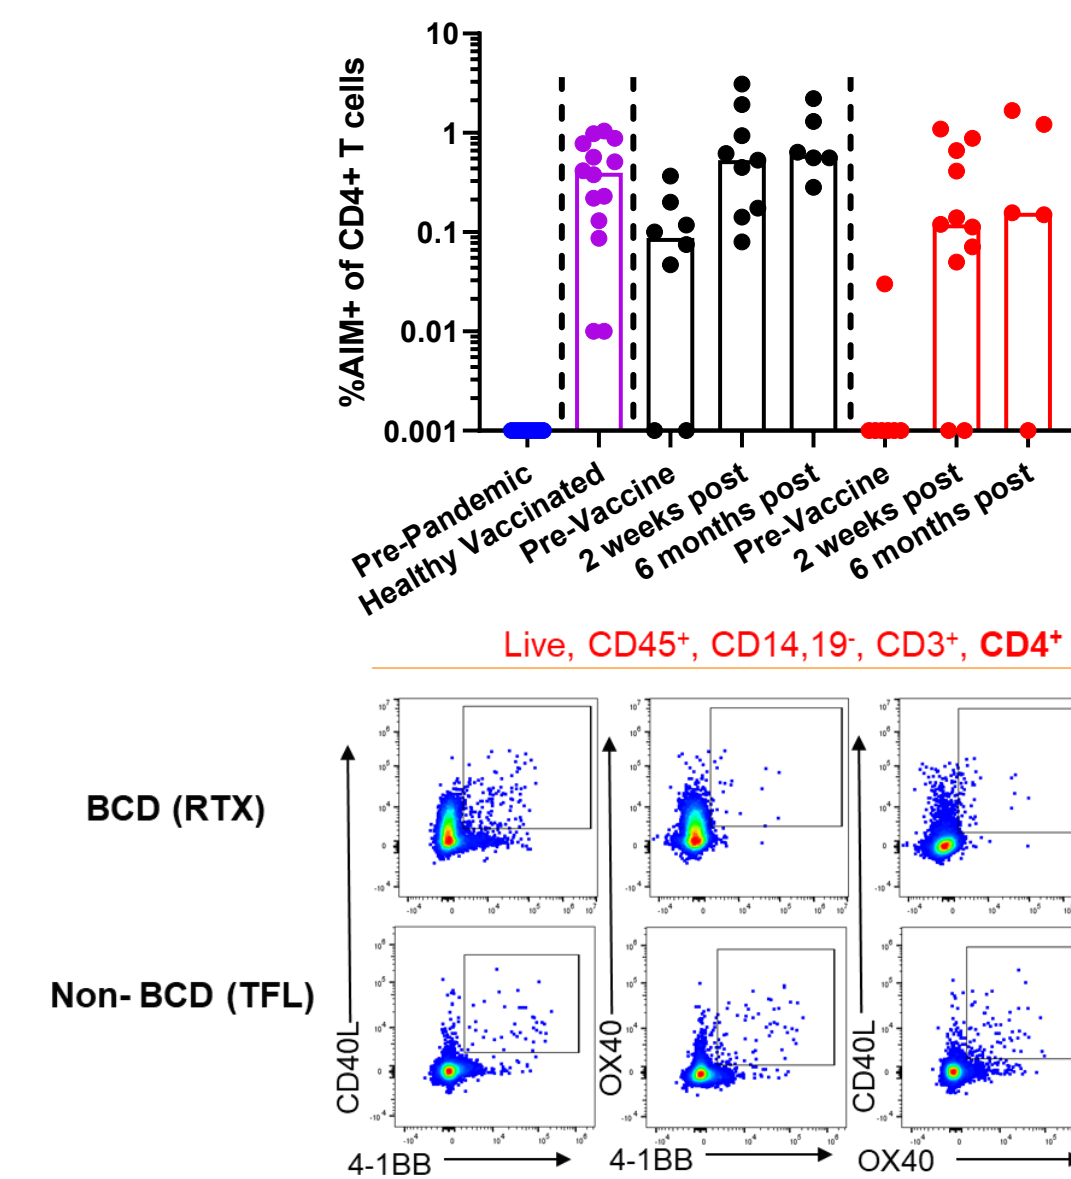 %AIM+ of CD4+ T cells
10
1
0.1
0.01
0.001
Pre-Pandemic
Healthy Vaccinated
Pre-Vaccine
2 weeks post
6 months post
Pre-Vaccine
2 weeks post
6 months post
Live, CD45⁺, CD14,19⁻, CD3⁺, CD4⁺
BCD (RTX)
Non- BCD (TFL)
CD40L
OX40
CD40L
4-1BB
4-1BB
OX40